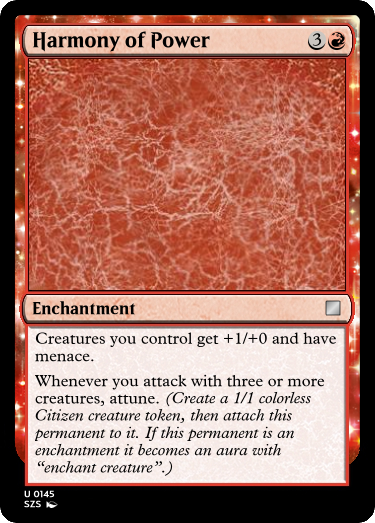 Harmony of Power 3
Enchantment
Creatures you control get +1/+0 and have
menace.
Whenever you attack with three or more
creatures, attune. (Create a 1/1 colorless
Citizen creature token, then attach this
permanent to it. If this permanent is an
enchantment it becomes an aura with
“enchant creature”.)
U 0145
SZS